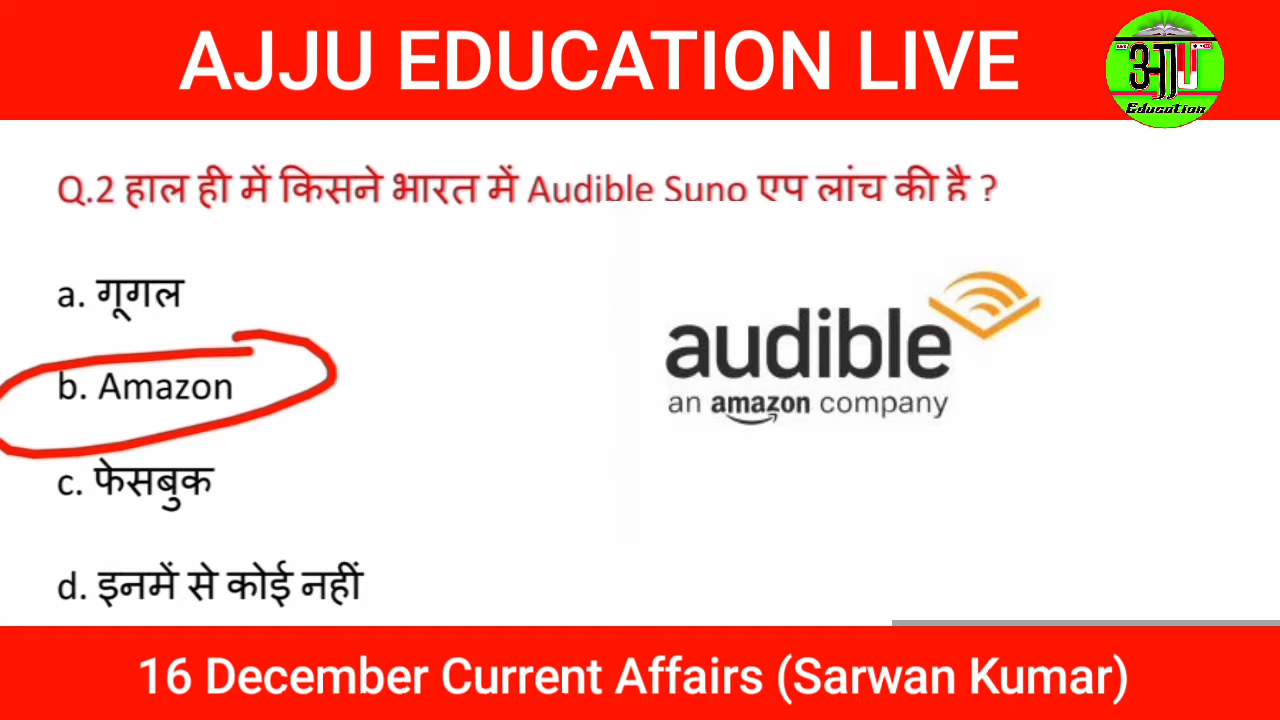 AJJU EDUCATION LIVE
आजU
Education
Q.2 हाल ही में किसने भारत में Audible Suno एप लांच की है ?
a. गूगल
b. Amazon
c. फेसबुक
d. इनमें से कोई नहीं
audible
an amazon company
16 December Current Affairs (Sarwan Kumar)